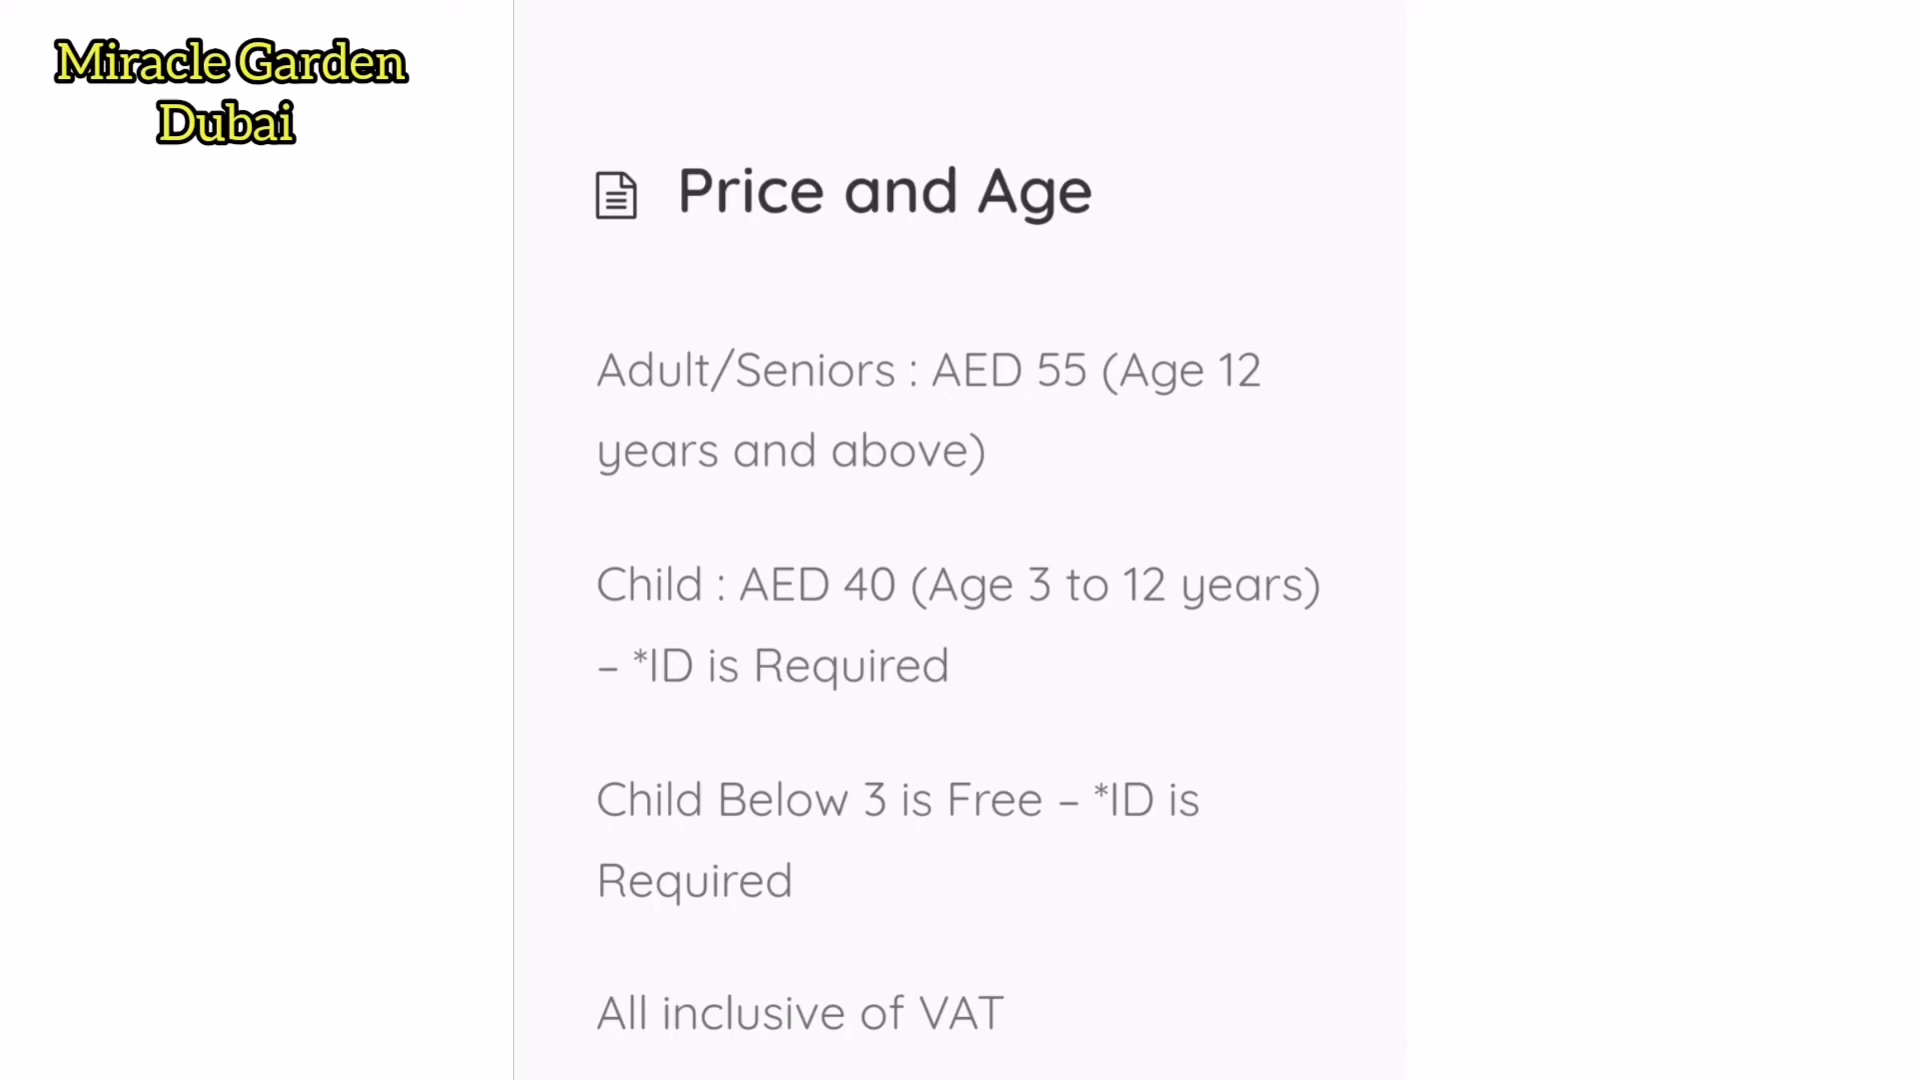 Miracle Garden
Dubai
Price and Age
Adult/Seniors : AED 55 (Age 12
years and above)
Child : AED 40 (Age 3 to 12 years)
– *ID is Required
Child Below 3 is Free – *ID is
Required
All inclusive of VAT